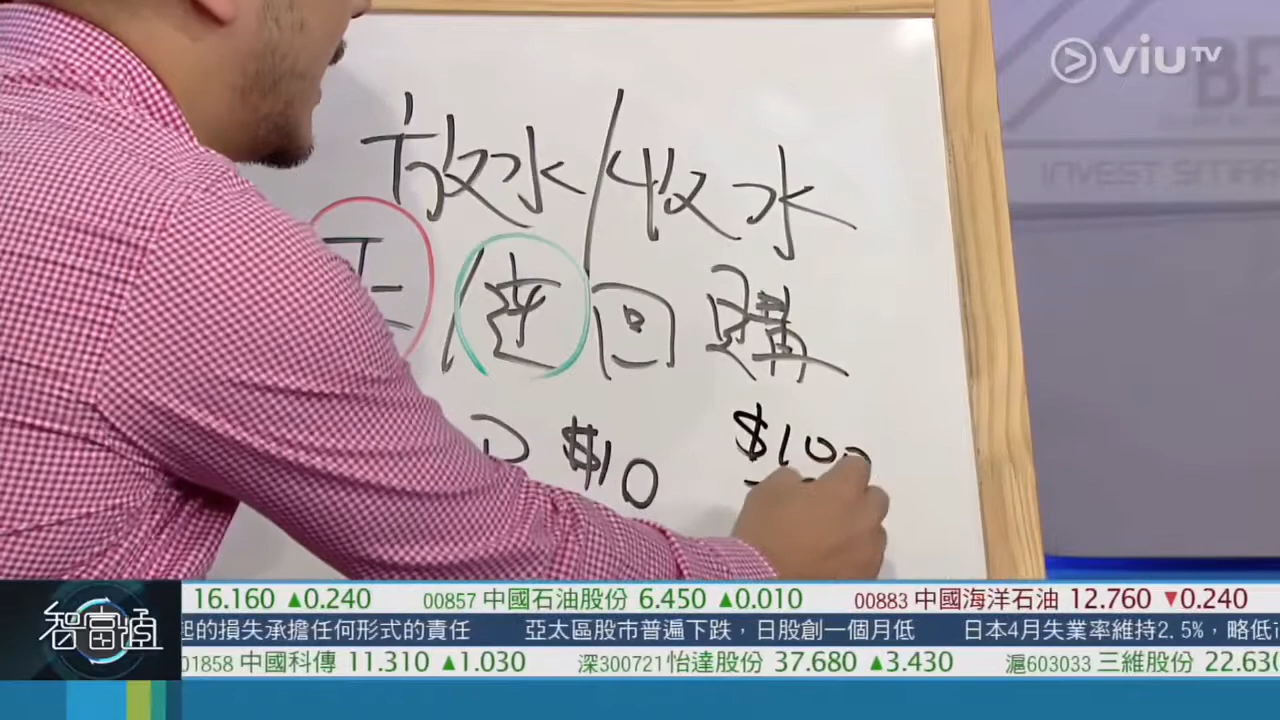 viuTV
BE
INVEST SMAR
放水/收水
正/逆回購
$10 $100
智富通
16.160 ▲0.240 00857 中國石油股份 6.450 ▲0.010 00883 中國海洋石油 12.760 ▼0.240
起的損失承擔任何形式的責任 亞太區股市普遍下跌，日股創一個月低 日本4月失業率維持2.5%，略低
01858 中國科傳 11.310 ▲1.030 深300721 怡達股份 37.680 ▲3.430 滬603033 三維股份 22.630